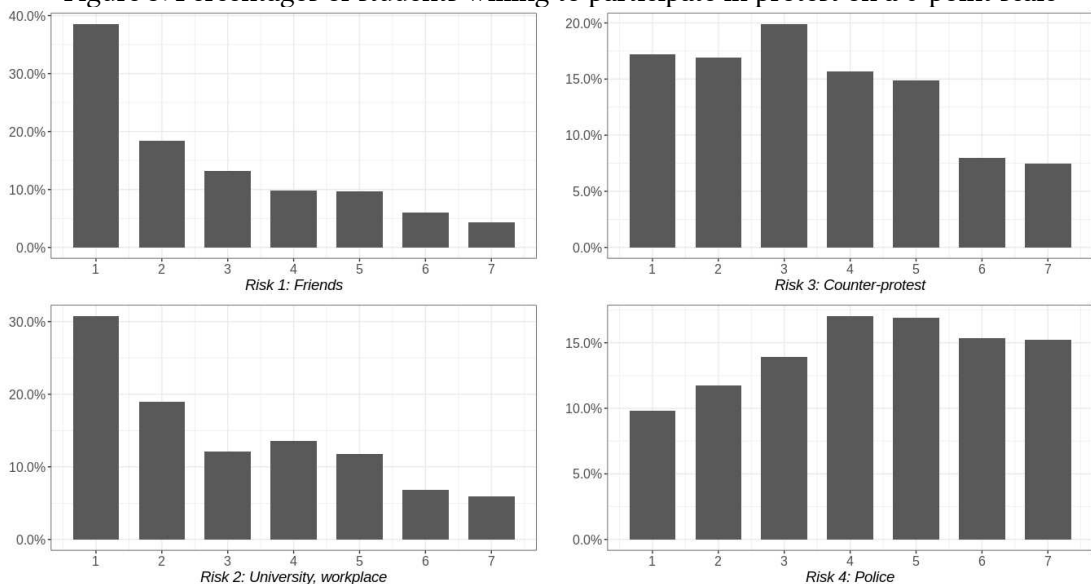 Figure Percentages of students willing to participate in protest on a scale
40.0%
30.0%
20.0%
10.0%
0.0%
1 2 3 4 5 6 7
Risk 1: Friends
20.0%
15.0%
10.0%
5.0%
0.0%
1 2 3 4 5 6 7
Risk 3: Counter-protest
30.0%
20.0%
10.0%
0.0%
1 2 3 4 5 6 7
Risk 2: University, workplace
15.0%
10.0%
5.0%
0.0%
1 2 3 4 5 6 7
Risk 4: Police